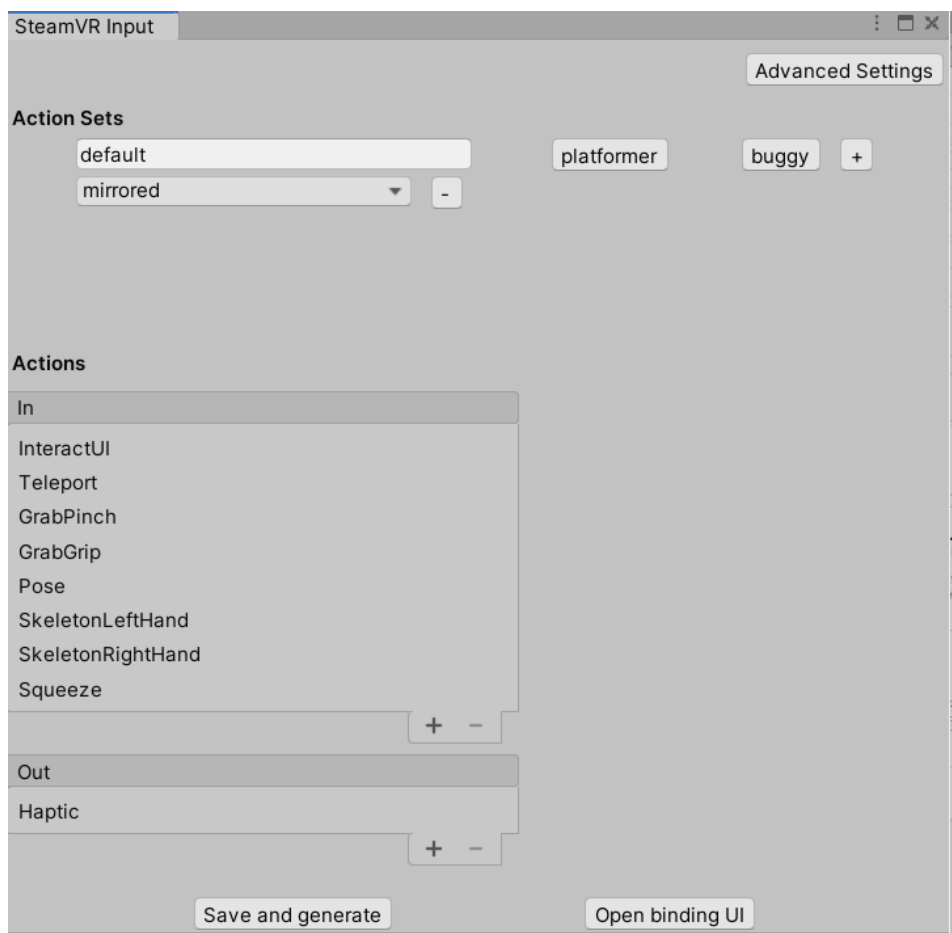 SteamVR Input
Advanced Settings
Action Sets
default platformer buggy +
mirrored -
Actions
In
InteractUI
Teleport
GrabPinch
GrabGrip
Pose
SkeletonLeftHand
SkeletonRightHand
Squeeze
+ −
Out
Haptic
+ −
Save and generate Open binding UI